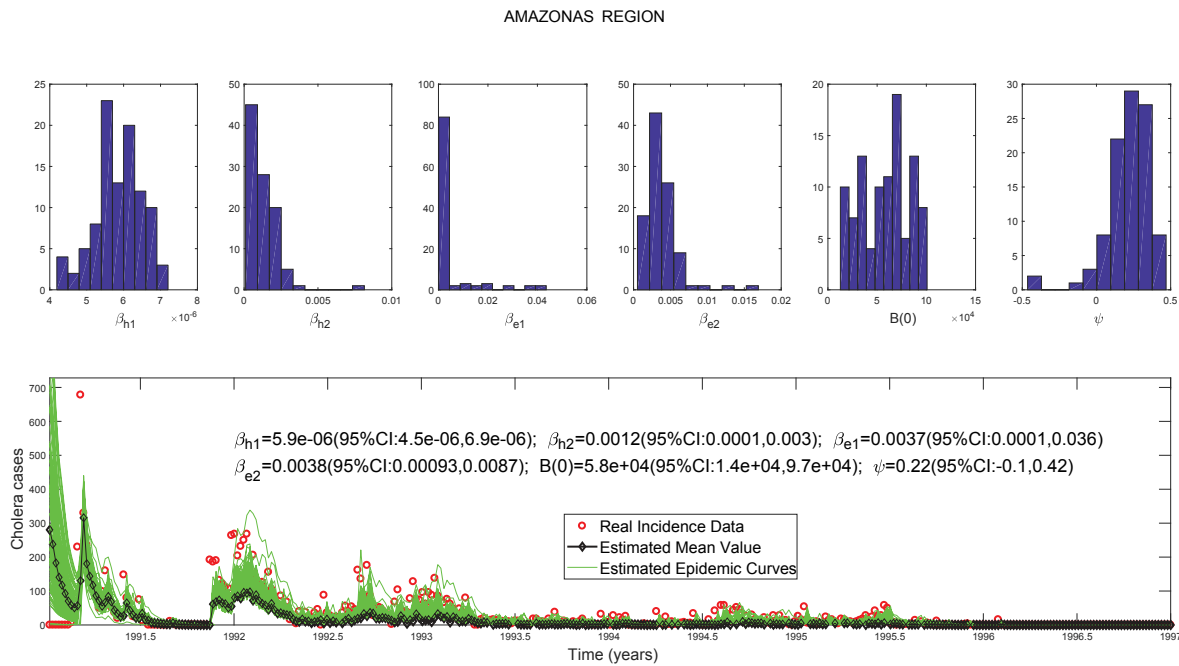 AMAZONAS REGION
25
20
15
10
5
0
4 5 6 7 8
×10⁻⁶
βh1
50
40
30
20
10
0
0 0.005 0.01
βh2
100
80
60
40
20
0
0 0.02 0.04 0.06
βe1
50
40
30
20
10
0
0 0.005 0.01 0.015 0.02
βe2
20
15
10
5
0
0 5 10 15
×10⁴
B(0)
30
25
20
15
10
5
0
-0.5 0 0.5
ψ
Cholera cases
700
600
500
400
300
200
100
0
βh1=5.9e-06(95%CI:4.5e-06,6.9e-06); βh2=0.0012(95%CI:0.0001,0.003); βe1=0.0037(95%CI:0.0001,0.036)
βe2=0.0038(95%CI:0.00093,0.0087); B(0)=5.8e+04(95%CI:1.4e+04,9.7e+04); ψ=0.22(95%CI:-0.1,0.42)
Real Incidence Data
Estimated Mean Value
Estimated Epidemic Curves
1991.5 1992 1992.5 1993 1993.5 1994 1994.5 1995 1995.5 1996 1996.5 1997
Time (years)